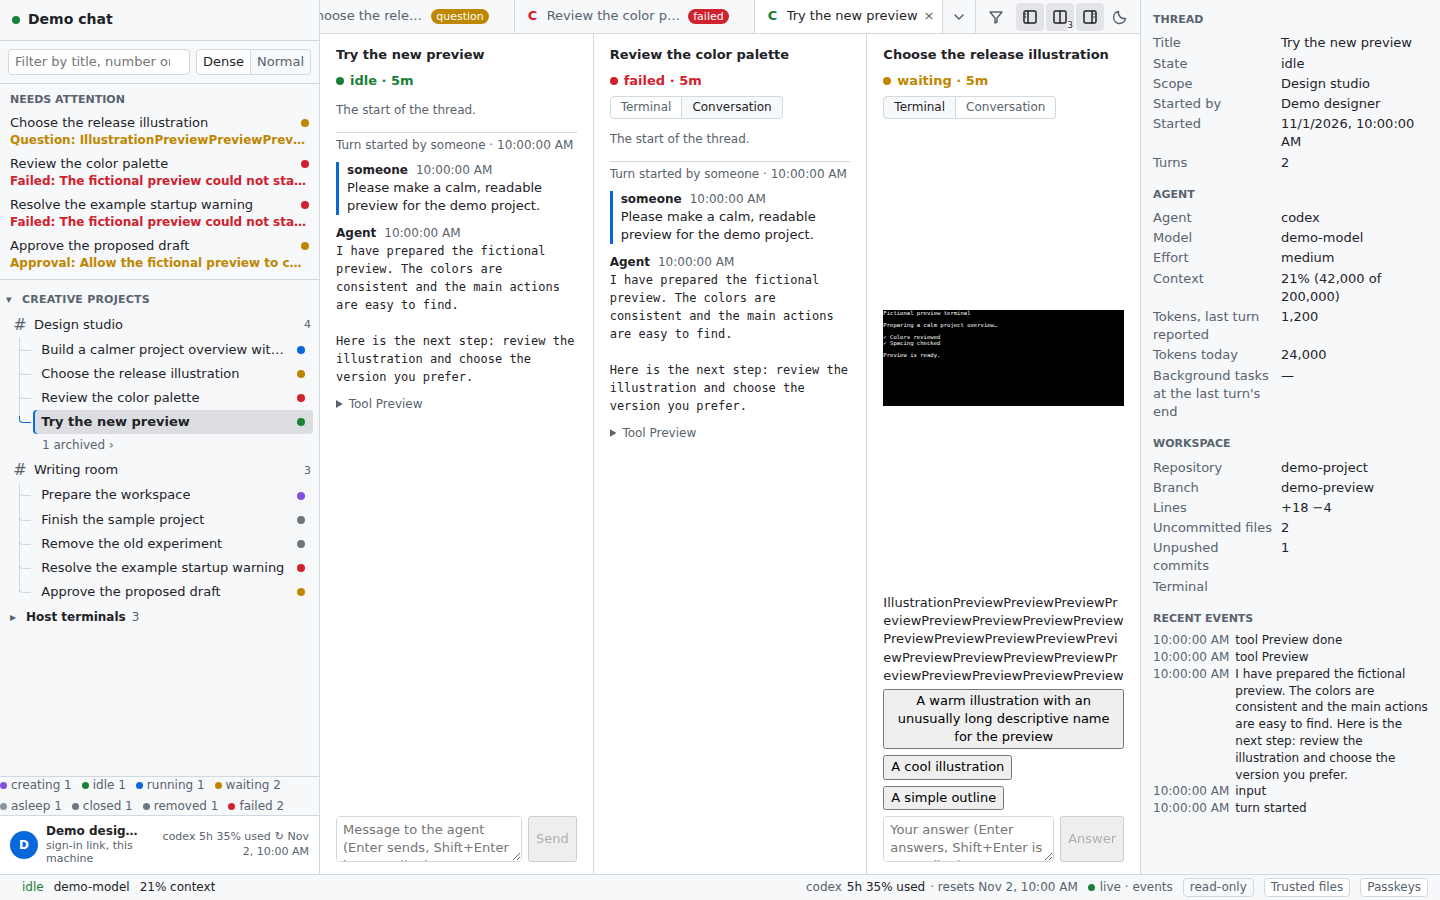 Demo chat
Filter by title, number or
Dense Normal
NEEDS ATTENTION
Choose the release illustration
Question: IllustrationPreviewPreviewPrev…
Review the color palette
Failed: The fictional preview could not sta…
Resolve the example startup warning
Failed: The fictional preview could not sta…
Approve the proposed draft
Approval: Allow the fictional preview to c…
CREATIVE PROJECTS
# Design studio 4
Build a calmer project overview wit…
Choose the release illustration
Review the color palette
Try the new preview
1 archived ›
# Writing room 3
Prepare the workspace
Finish the sample project
Remove the old experiment
Resolve the example startup warning
Approve the proposed draft
Host terminals 3
creating 1 idle 1 running 1 waiting 2
asleep 1 closed 1 removed 1 failed 2
D
Demo desig…
sign-in link, this
machine
codex 5h 35% used ↻ Nov
2, 10:00 AM
hoose the rele… question
C Review the color p… failed
C Try the new preview ×
3
Try the new preview
idle · 5m
The start of the thread.
Turn started by someone · 10:00:00 AM
someone 10:00:00 AM
Please make a calm, readable
preview for the demo project.
Agent 10:00:00 AM
I have prepared the fictional
preview. The colors are
consistent and the main actions
are easy to find.
Here is the next step: review the
illustration and choose the
version you prefer.
Tool Preview
Message to the agent
(Enter sends, Shift+Enter
Send
Review the color palette
failed · 5m
Terminal Conversation
The start of the thread.
Turn started by someone · 10:00:00 AM
someone 10:00:00 AM
Please make a calm, readable
preview for the demo project.
Agent 10:00:00 AM
I have prepared the fictional
preview. The colors are
consistent and the main actions
are easy to find.
Here is the next step: review the
illustration and choose the
version you prefer.
Tool Preview
Choose the release illustration
waiting · 5m
Terminal Conversation
Fictional preview terminal
Preparing a calm project overview…
✓ Colors reviewed
✓ Spacing checked
Preview is ready.
IllustrationPreviewPreviewPreviewPr
eviewPreviewPreviewPreviewPreview
PreviewPreviewPreviewPreviewPrevi
ewPreviewPreviewPreviewPreviewPr
eviewPreviewPreviewPreviewPreview
A warm illustration with an
unusually long descriptive name
for the preview
A cool illustration
A simple outline
Your answer (Enter
answers, Shift+Enter is
Answer
THREAD
Title Try the new preview
State idle
Scope Design studio
Started by Demo designer
Started 11/1/2026, 10:00:00
AM
Turns 2
AGENT
Agent codex
Model demo-model
Effort medium
Context 21% (42,000 of
200,000)
Tokens, last turn 1,200
reported
Tokens today 24,000
Background tasks —
at the last turn's
end
WORKSPACE
Repository demo-project
Branch demo-preview
Lines +18 −4
Uncommitted files 2
Unpushed 1
commits
Terminal
RECENT EVENTS
10:00:00 AM tool Preview done
10:00:00 AM tool Preview
10:00:00 AM I have prepared the fictional
preview. The colors are
consistent and the main actions
are easy to find. Here is the
next step: review the
illustration and choose the
version you prefer.
10:00:00 AM input
10:00:00 AM turn started
idle demo-model 21% context
codex 5h 35% used · resets Nov 2, 10:00 AM live · events read-only Trusted files Passkeys